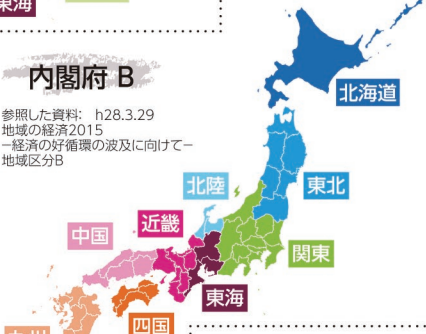 東海
内閣府 B
参照した資料: h28.3.29
地域の経済2015
−経済の好循環の波及に向けて−
地域区分B
北海道
北陸
東北
近畿
中国
関東
東海
四国
九州